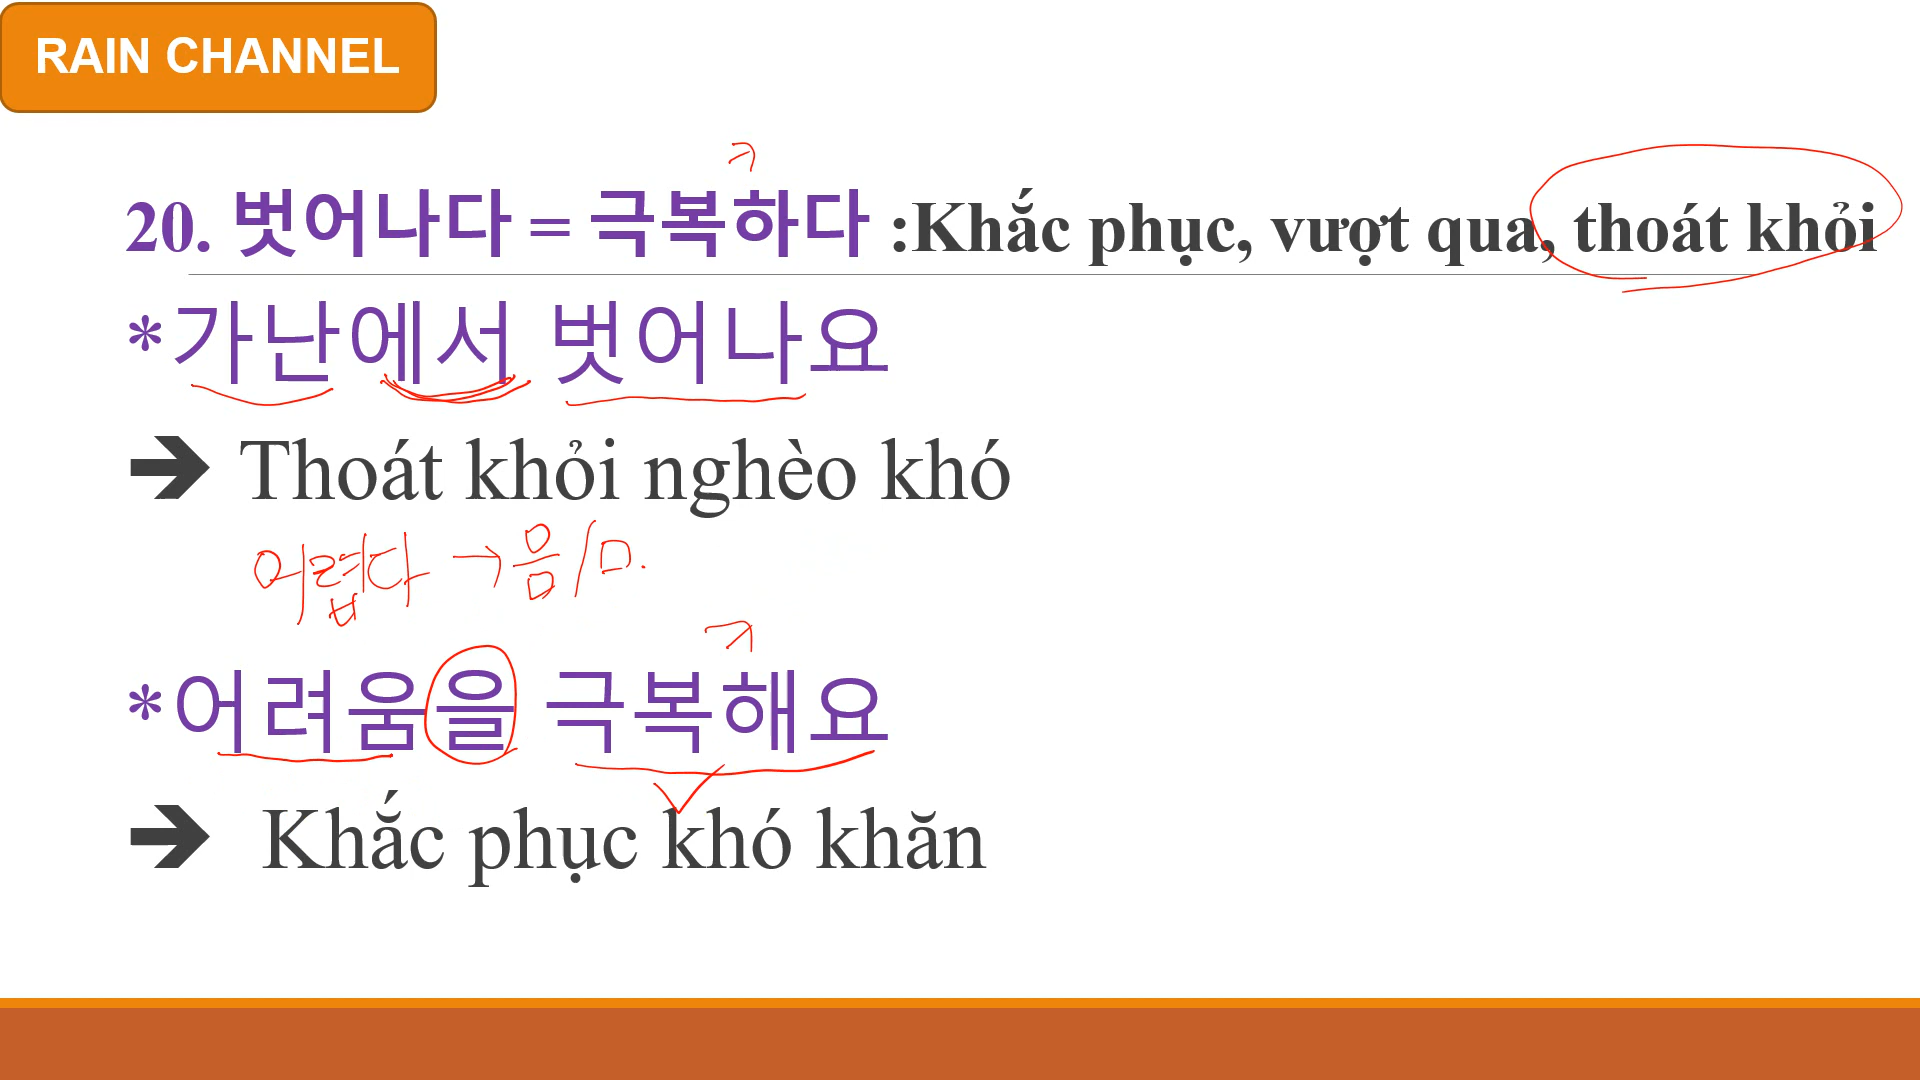 RAIN CHANNEL
ㅋ
20. 벗어나다 = 극복하다 :Khắc phục, vượt qua, thoát khỏi
*가난에서 벗어나요
➔ Thoát khỏi nghèo khó
어렵다 → 음/ㅁ.
ㅋ
*어려움을 극복해요
➔ Khắc phục khó khăn